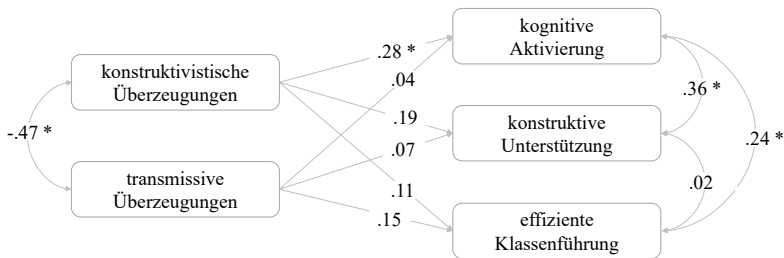 konstruktivistische
Überzeugungen
transmissive
Überzeugungen
-.47 *
.28 *
.04
.19
.07
.11
.15
kognitive
Aktivierung
konstruktive
Unterstützung
effiziente
Klassenführung
.36 *
.24 *
.02